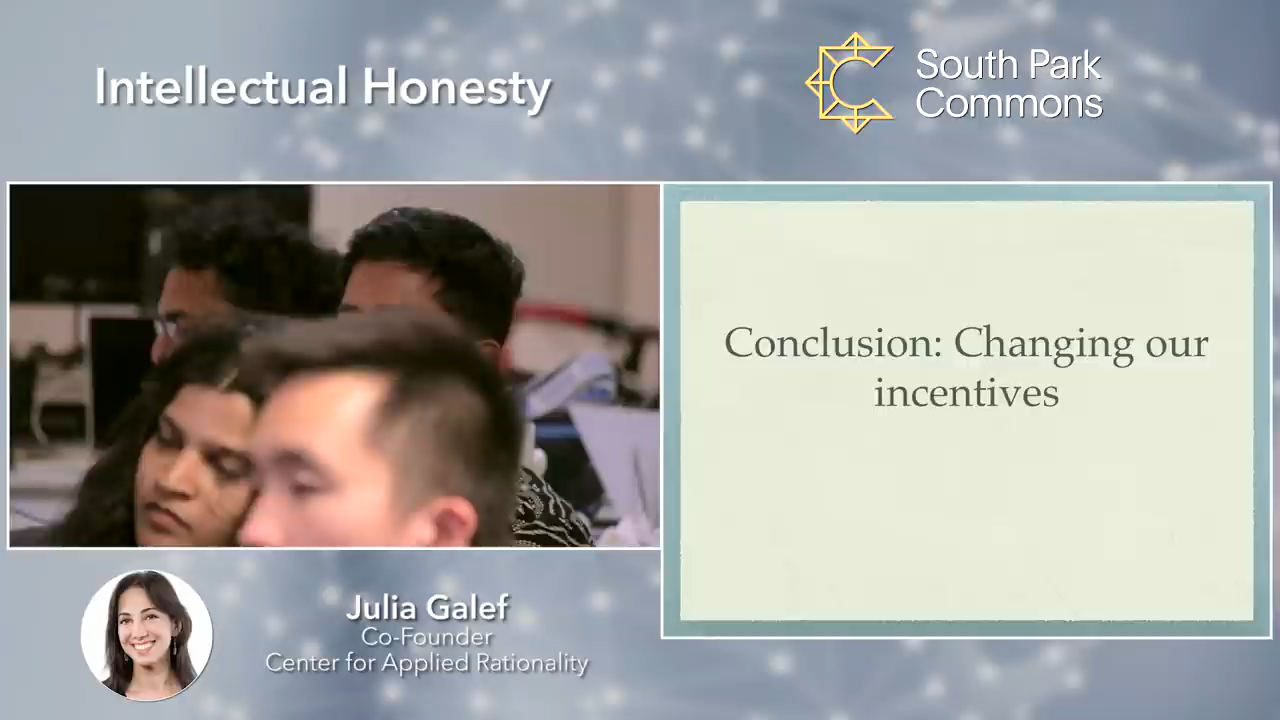 Intellectual Honesty
South Park
Commons
Conclusion: Changing our
incentives
Julia Galef
Co-Founder
Center for Applied Rationality